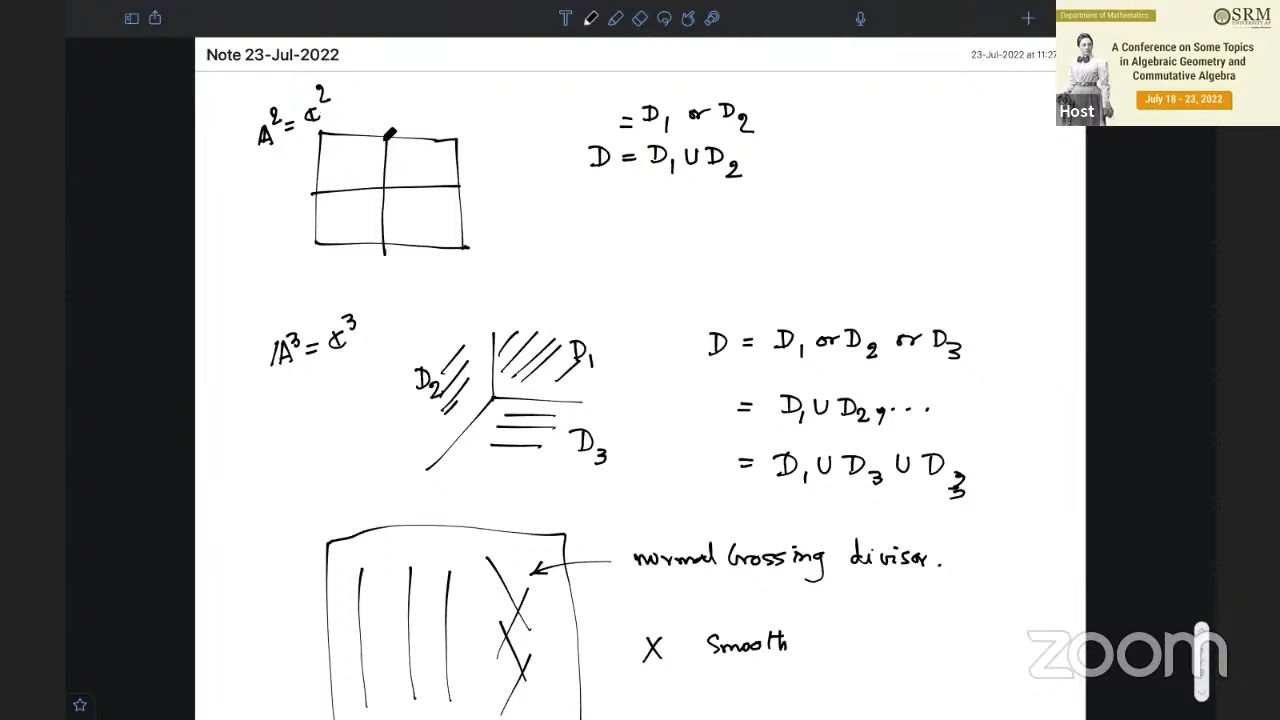 Note 23-Jul-2022
23-Jul-2022 at 11:27
Department of Mathematics
SRM
A Conference on Some Topics
in Algebraic Geometry and
Commutative Algebra
July 18 - 23, 2022
Host
A² = ℂ²
= D₁ or D₂
D = D₁ ∪ D₂
A³ = ℂ³
D₁
D₂
D₃
D = D₁ or D₂ or D₃
= D₁ ∪ D₂, ...
= D₁ ∪ D₃ ∪ D₃
normal Crossing divisor.
X Smooth
zoom